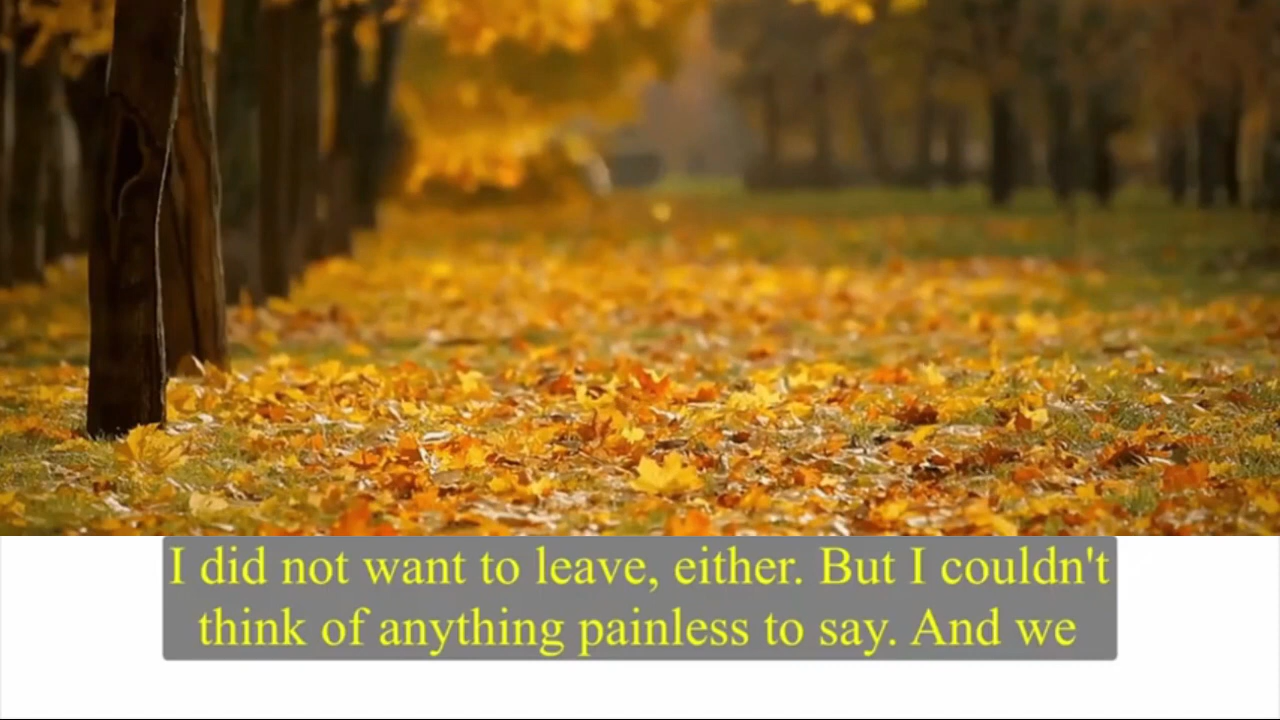 I did not want to leave, either. But I couldn't
think of anything painless to say. And we